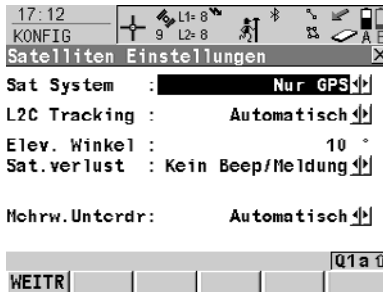 17:12
KONFIG
L1= 8
9 L2= 8
A E
Satelliten Einstellungen X
Sat System : Nur GPS
L2C Tracking : Automatisch
Elev. Winkel : 10 °
Sat.verlust : Kein Beep/Meldung
Mehrw.Unterdr: Automatisch
Q1a
WEITR